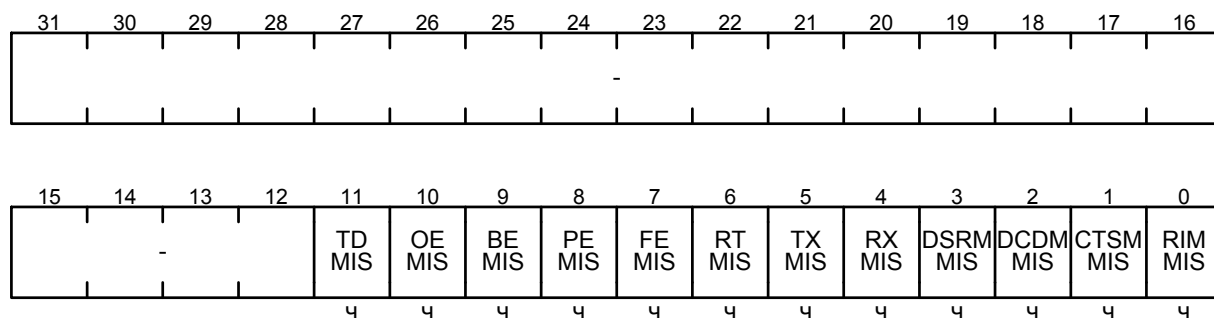 31 30 29 28 27 26 25 24 23 22 21 20 19 18 17 16
-
15 14 13 12 11 10 9 8 7 6 5 4 3 2 1 0
- TD OE BE PE FE RT TX RX DSRM DCDM CTSM RIM
MIS MIS MIS MIS MIS MIS MIS MIS MIS MIS MIS MIS
ч ч ч ч ч ч ч ч ч ч ч ч